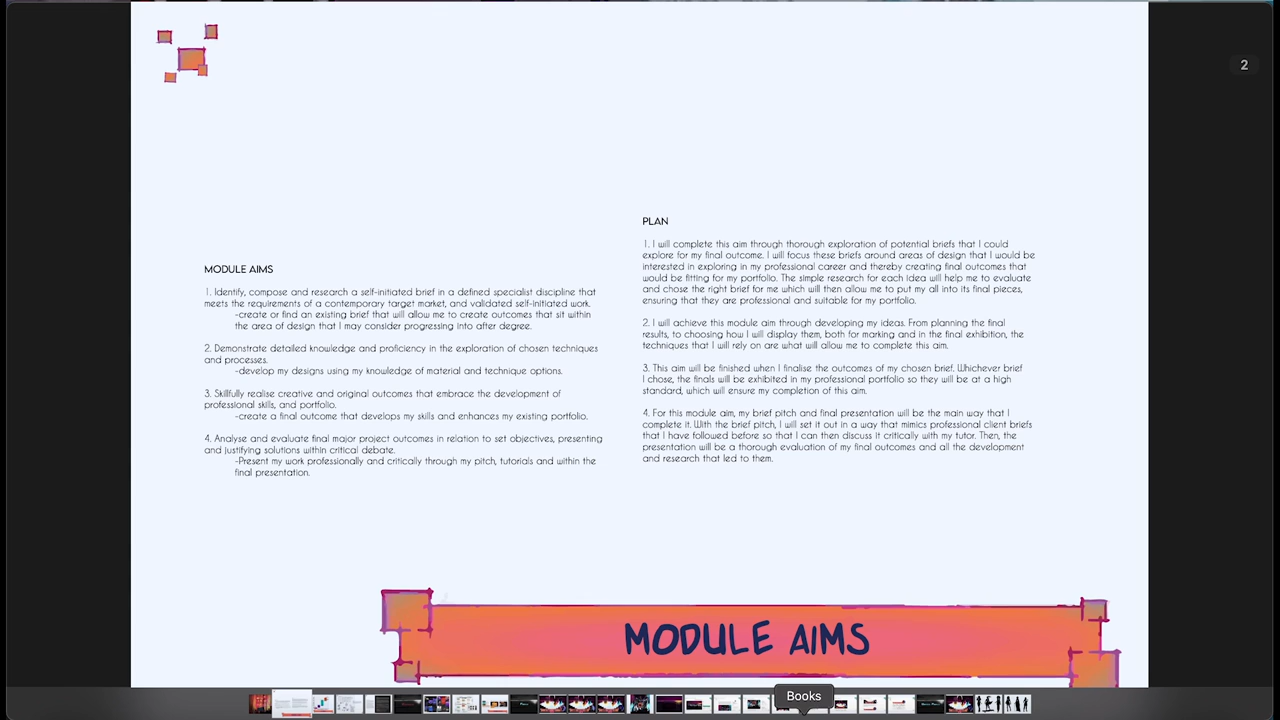 2
MODULE AIMS
1. Identify, compose and research a self-initiated brief in a defined specialist discipline that
meets the requirements of a contemporary target market, and validated self-initiated work.
-create or find an existing brief that will allow me to create outcomes that sit within
the area of design that I may consider progressing into after degree.
2. Demonstrate detailed knowledge and proficiency in the exploration of chosen techniques
and processes.
-develop my designs using my knowledge of material and technique options.
3. Skillfully realise creative and original outcomes that embrace the development of
professional skills, and portfolio.
-create a final outcome that develops my skills and enhances my existing portfolio.
4. Analyse and evaluate final major project outcomes in relation to set objectives, presenting
and justifying solutions within critical debate.
-Present my work professionally and critically through my pitch, tutorials and within the
final presentation.
PLAN
1. I will complete this aim through thorough exploration of potential briefs that I could
explore for my final outcome. I will focus these briefs around areas of design that I would be
interested in exploring in my professional career and thereby creating final outcomes that
would be fitting for my portfolio. The simple research for each idea will help me to evaluate
and chose the right brief for me which will then allow me to put my all into its final pieces,
ensuring that they are professional and suitable for my portfolio.
2. I will achieve this module aim through developing my ideas. From planning the final
results, to choosing how I will display them, both for marking and in the final exhibition, the
techniques that I will rely on are what will allow me to complete this aim.
3. This aim will be finished when I finalise the outcomes of my chosen brief. Whichever brief
I chose, the finals will be exhibited in my professional portfolio so they will be at a high
standard, which will ensure my completion of this aim.
4. For this module aim, my brief pitch and final presentation will be the main way that I
complete it. With the brief pitch, I will set it out in a way that mimics professional client briefs
that I have followed before so that I can then discuss it critically with my tutor. Then, the
presentation will be a thorough evaluation of my final outcomes and all the development
and research that led to them.
MODULE AIMS
Books